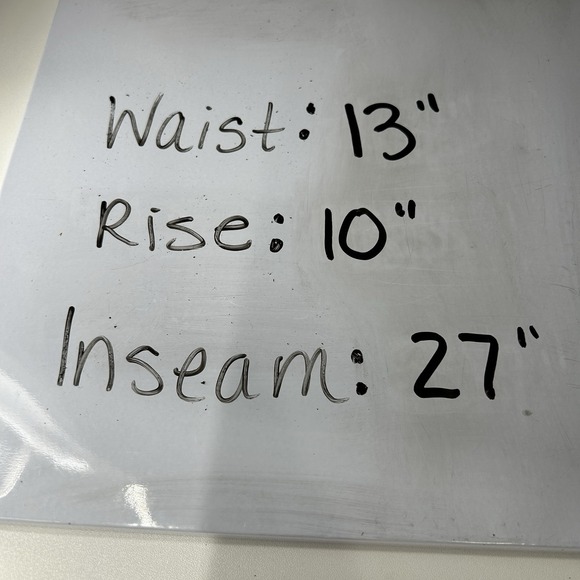 Waist: 13"
Rise: 10"
Inseam: 27"